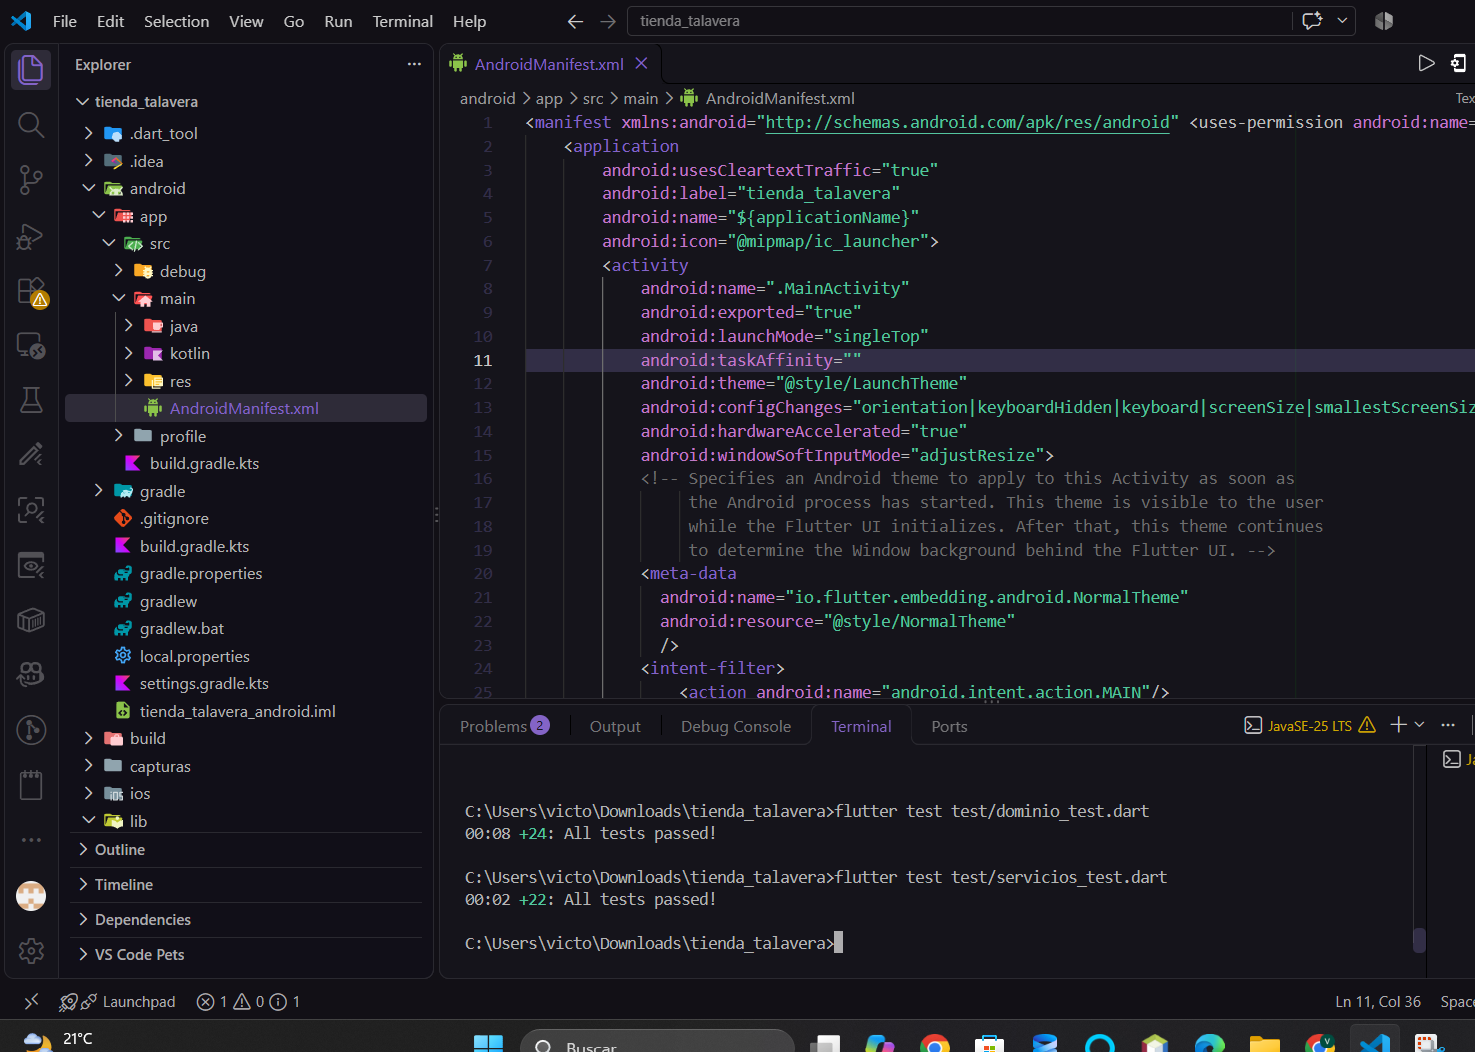 File Edit Selection View Go Run Terminal Help
tienda_talavera
Explorer
tienda_talavera
.dart_tool
.idea
android
app
src
debug
main
java
kotlin
res
AndroidManifest.xml
profile
build.gradle.kts
gradle
.gitignore
build.gradle.kts
gradle.properties
gradlew
gradlew.bat
local.properties
settings.gradle.kts
tienda_talavera_android.iml
build
capturas
ios
lib
Outline
Timeline
Dependencies
VS Code Pets
AndroidManifest.xml
android > app > src > main > AndroidManifest.xml
Tex
1 <manifest xmlns:android="http://schemas.android.com/apk/res/android" <uses-permission android:name=
2 <application
3 android:usesCleartextTraffic="true"
4 android:label="tienda_talavera"
5 android:name="${applicationName}"
6 android:icon="@mipmap/ic_launcher">
7 <activity
8 android:name=".MainActivity"
9 android:exported="true"
10 android:launchMode="singleTop"
11 android:taskAffinity=""
12 android:theme="@style/LaunchTheme"
13 android:configChanges="orientation|keyboardHidden|keyboard|screenSize|smallestScreenSiz
14 android:hardwareAccelerated="true"
15 android:windowSoftInputMode="adjustResize">
16 <!-- Specifies an Android theme to apply to this Activity as soon as
17 the Android process has started. This theme is visible to the user
18 while the Flutter UI initializes. After that, this theme continues
19 to determine the Window background behind the Flutter UI. -->
20 <meta-data
21 android:name="io.flutter.embedding.android.NormalTheme"
22 android:resource="@style/NormalTheme"
23 />
24 <intent-filter>
25 <action android:name="android.intent.action.MAIN"/>
Problems 2 Output Debug Console Terminal Ports
JavaSE-25 LTS
Ja
C:\Users\victo\Downloads\tienda_talavera>flutter test test/dominio_test.dart
00:08 +24: All tests passed!
C:\Users\victo\Downloads\tienda_talavera>flutter test test/servicios_test.dart
00:02 +22: All tests passed!
C:\Users\victo\Downloads\tienda_talavera>
Launchpad 1 0 1
Ln 11, Col 36 Space
21°C
Buscar